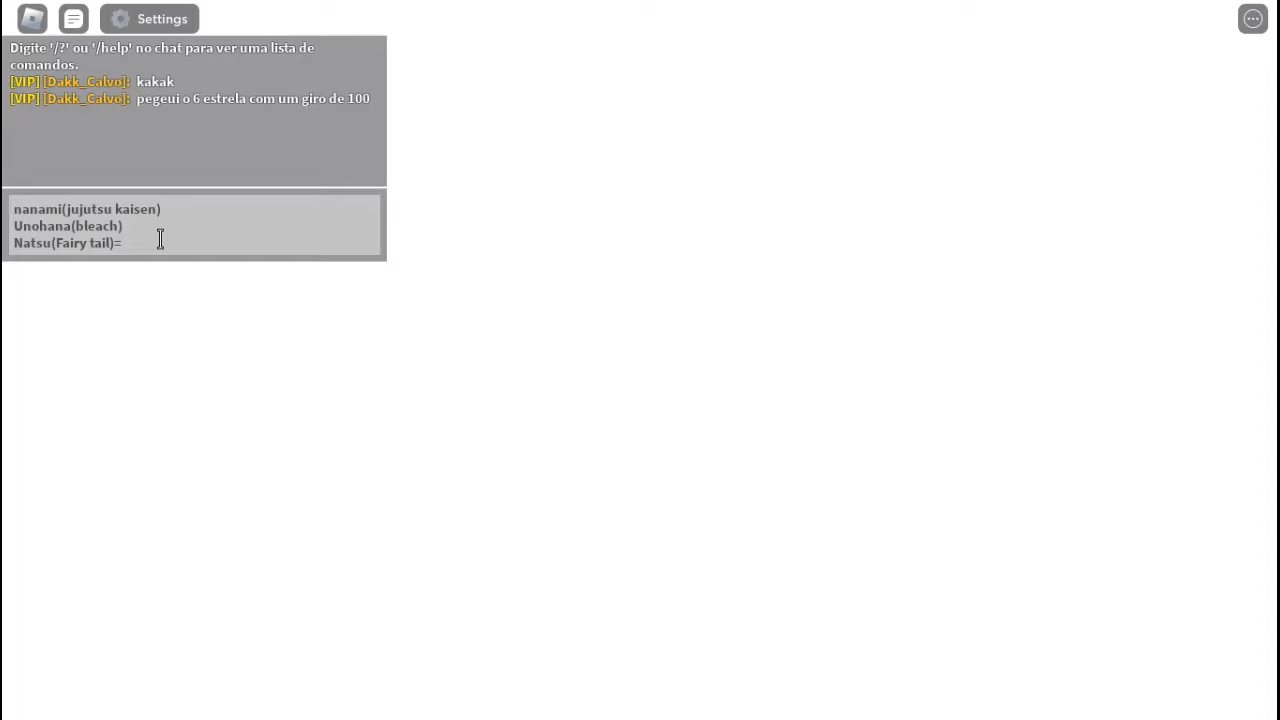 Settings
Digite '/?' ou '/help' no chat para ver uma lista de
comandos.
[VIP] [Dakk_Calvo]: kakak
[VIP] [Dakk_Calvo]: pegeui o 6 estrela com um giro de 100
nanami(jujutsu kaisen)
Unohana(bleach)
Natsu(Fairy tail)=